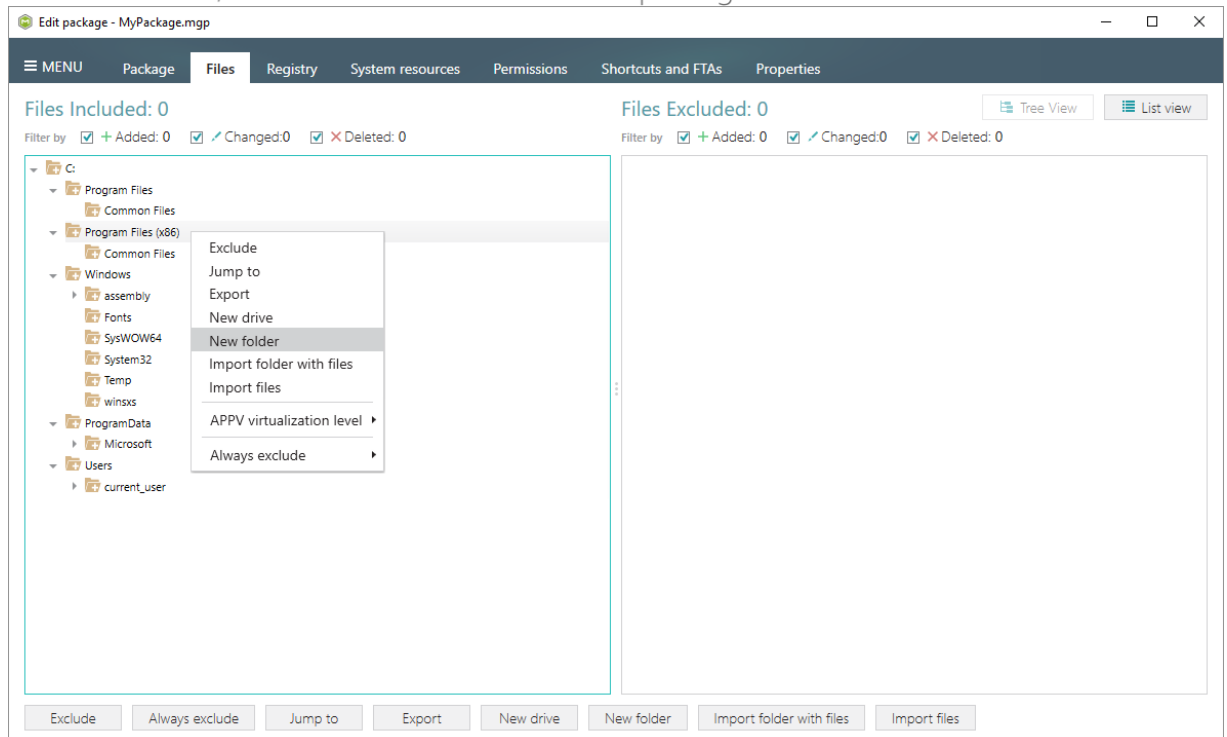 Edit package - MyPackage.mgp
MENU Package Files Registry System resources Permissions Shortcuts and FTAs Properties
Files Included: 0
Filter by + Added: 0 Changed:0 Deleted: 0
Files Excluded: 0
Tree View List view
Filter by + Added: 0 Changed:0 Deleted: 0
C:
Program Files
Common Files
Program Files (x86)
Common Files
Windows
assembly
Fonts
SysWOW64
System32
Temp
winsxs
ProgramData
Microsoft
Users
current_user
Exclude
Jump to
Export
New drive
New folder
Import folder with files
Import files
APPV virtualization level
Always exclude
Exclude Always exclude Jump to Export New drive New folder Import folder with files Import files